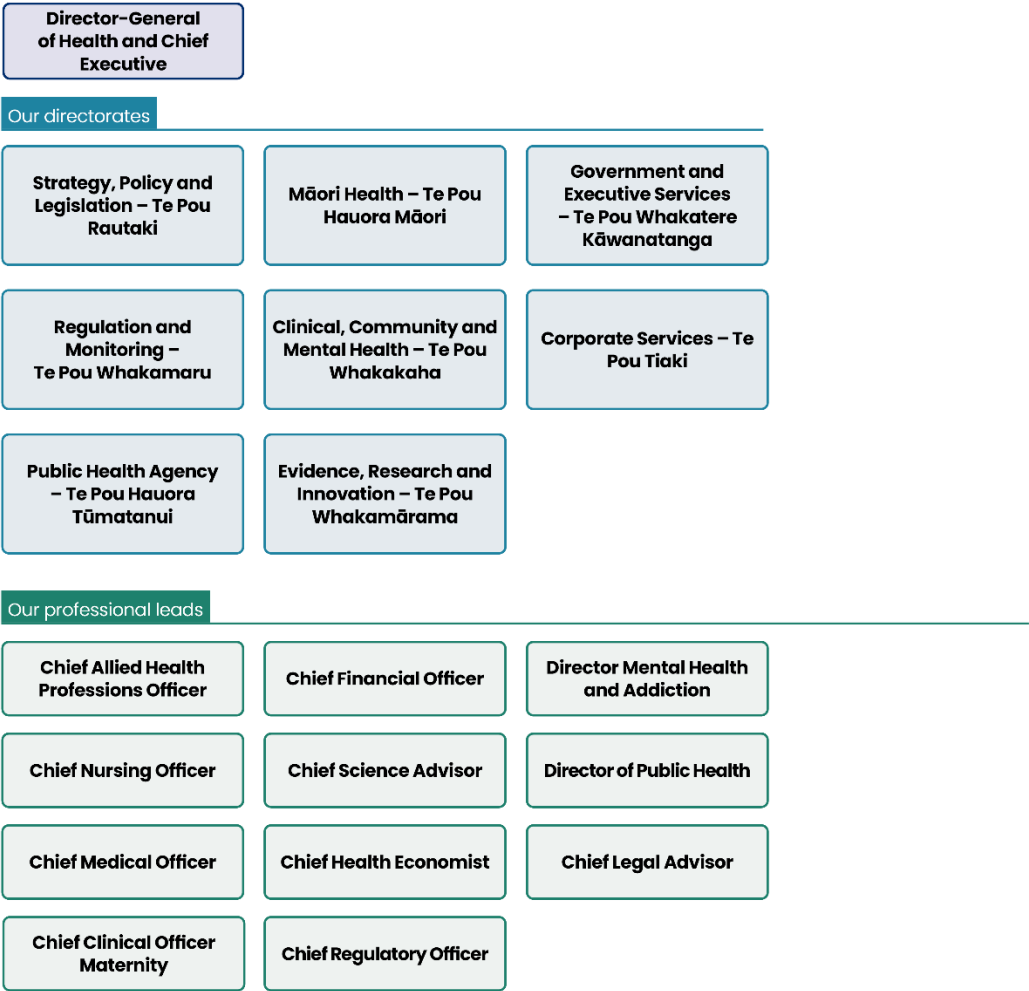 Director-General
of Health and Chief
Executive
Our directorates
Strategy, Policy and
Legislation – Te Pou
Rautaki
Māori Health – Te Pou
Hauora Māori
Government and
Executive Services
– Te Pou Whakatere
Kāwanatanga
Regulation and
Monitoring –
Te Pou Whakamaru
Clinical, Community and
Mental Health – Te Pou
Whakakaha
Corporate Services – Te
Pou Tiaki
Public Health Agency
– Te Pou Hauora
Tūmatanui
Evidence, Research and
Innovation – Te Pou
Whakamārama
Our professional leads
Chief Allied Health
Professions Officer
Chief Financial Officer
Director Mental Health
and Addiction
Chief Nursing Officer
Chief Science Advisor
Director of Public Health
Chief Medical Officer
Chief Health Economist
Chief Legal Advisor
Chief Clinical Officer
Maternity
Chief Regulatory Officer